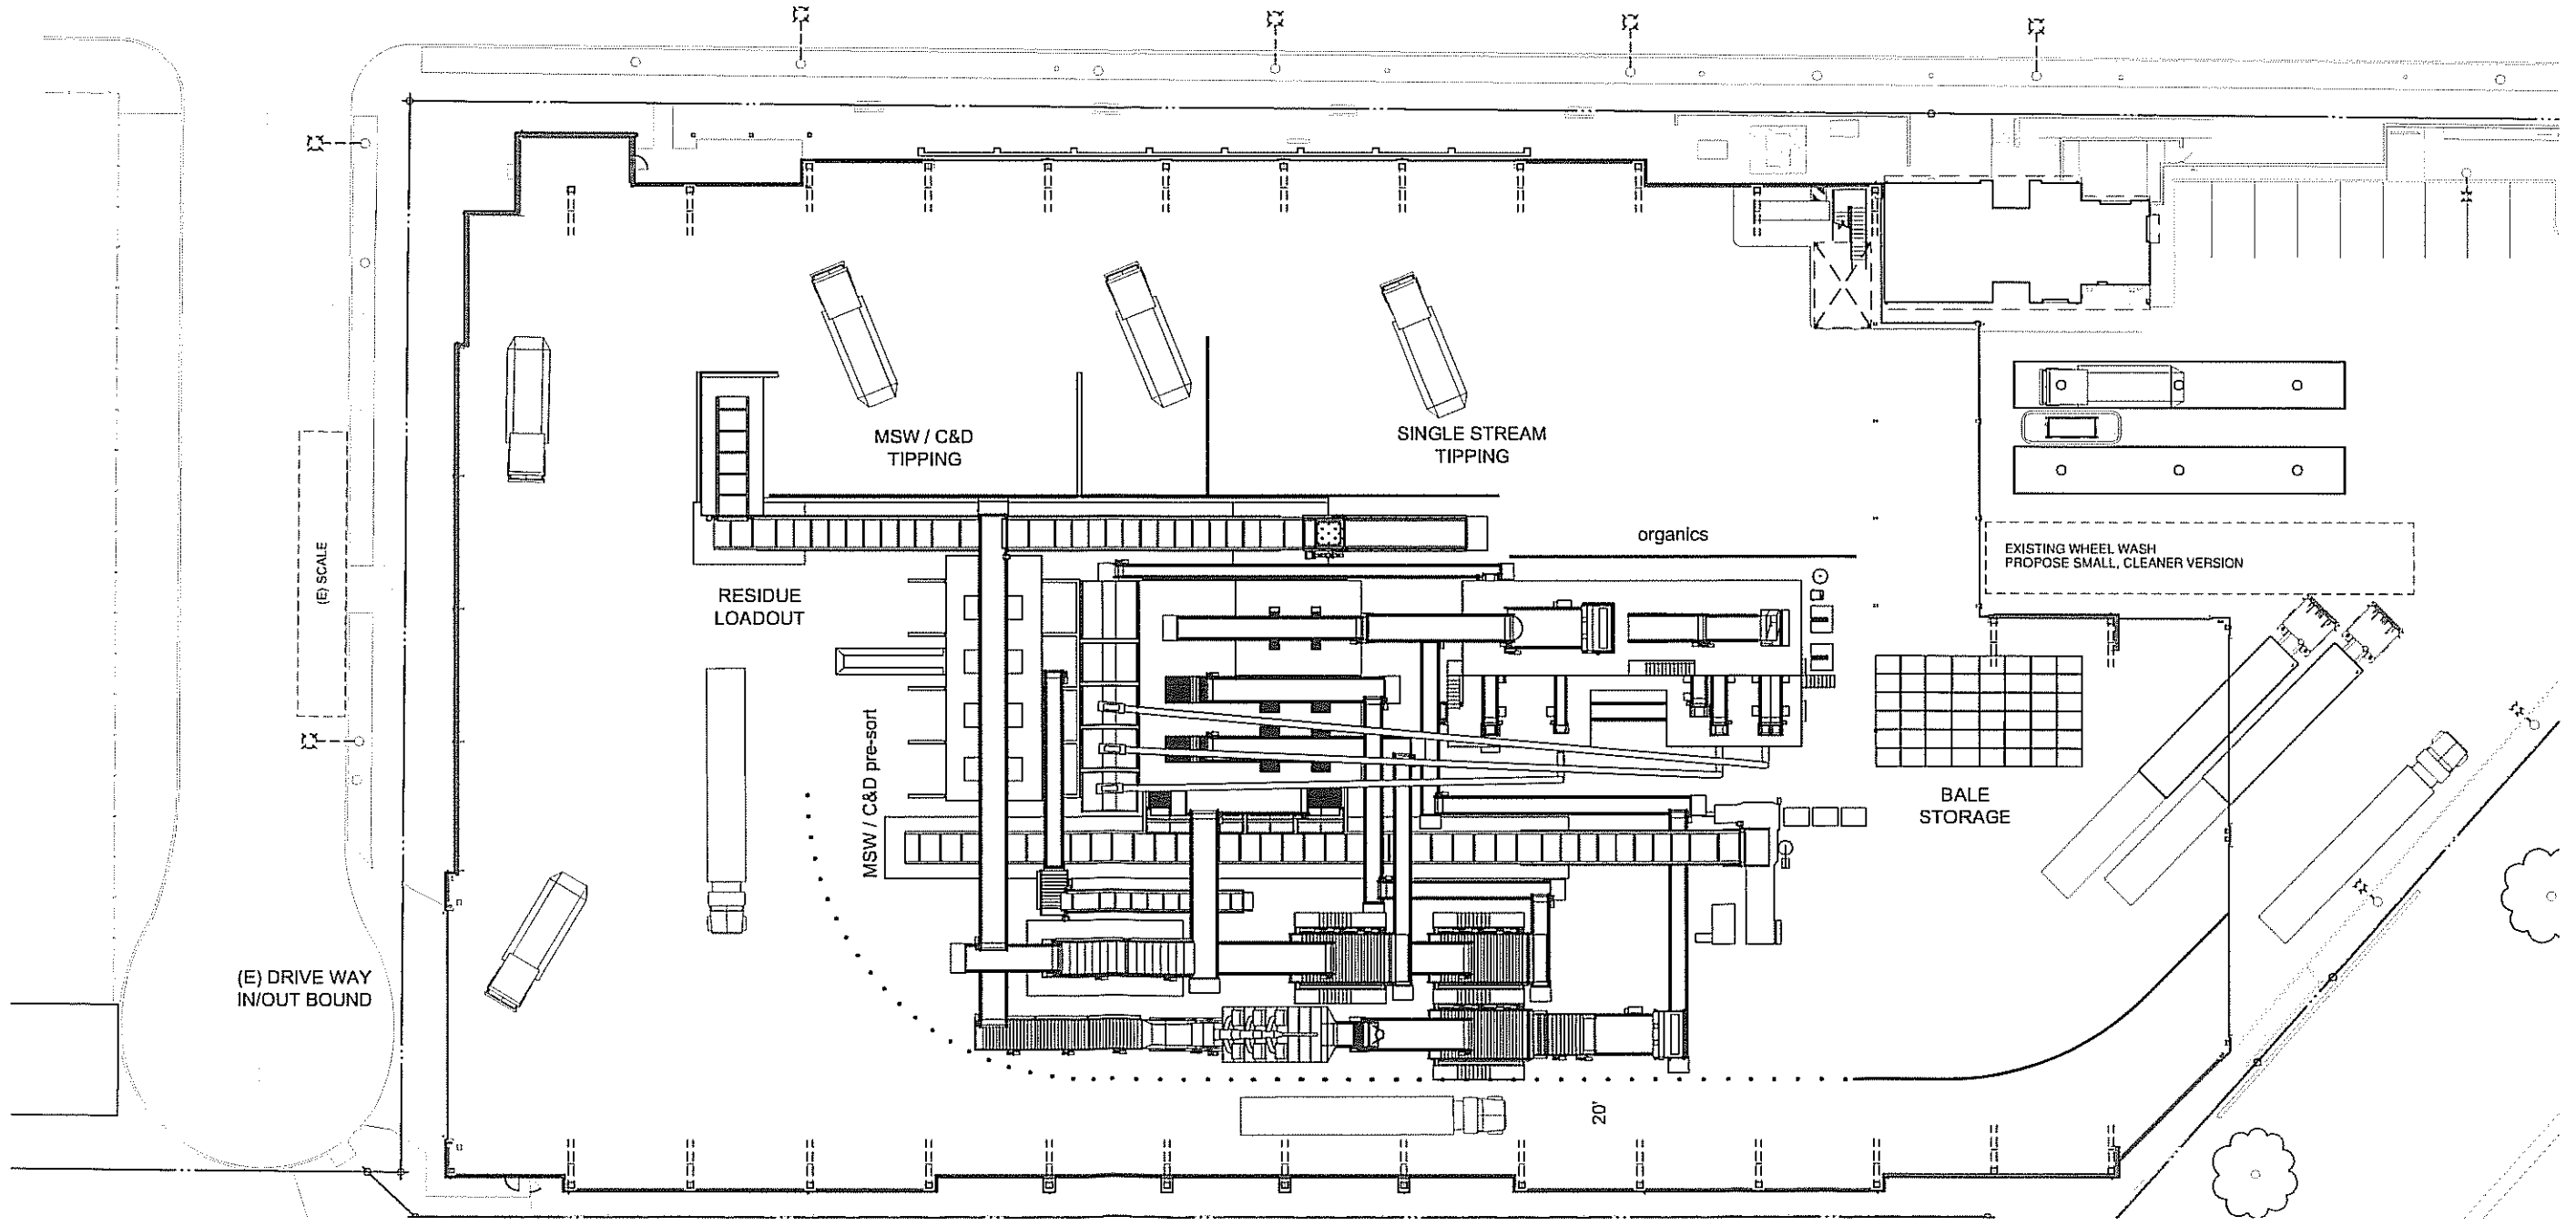 MSW / C&D
TIPPING
SINGLE STREAM
TIPPING
organics
(E) SCALE
EXISTING WHEEL WASH
PROPOSE SMALL, CLEANER VERSION
RESIDUE
LOADOUT
MSW / C&D pre-sort
BALE
STORAGE
(E) DRIVE WAY
IN/OUT BOUND
20'